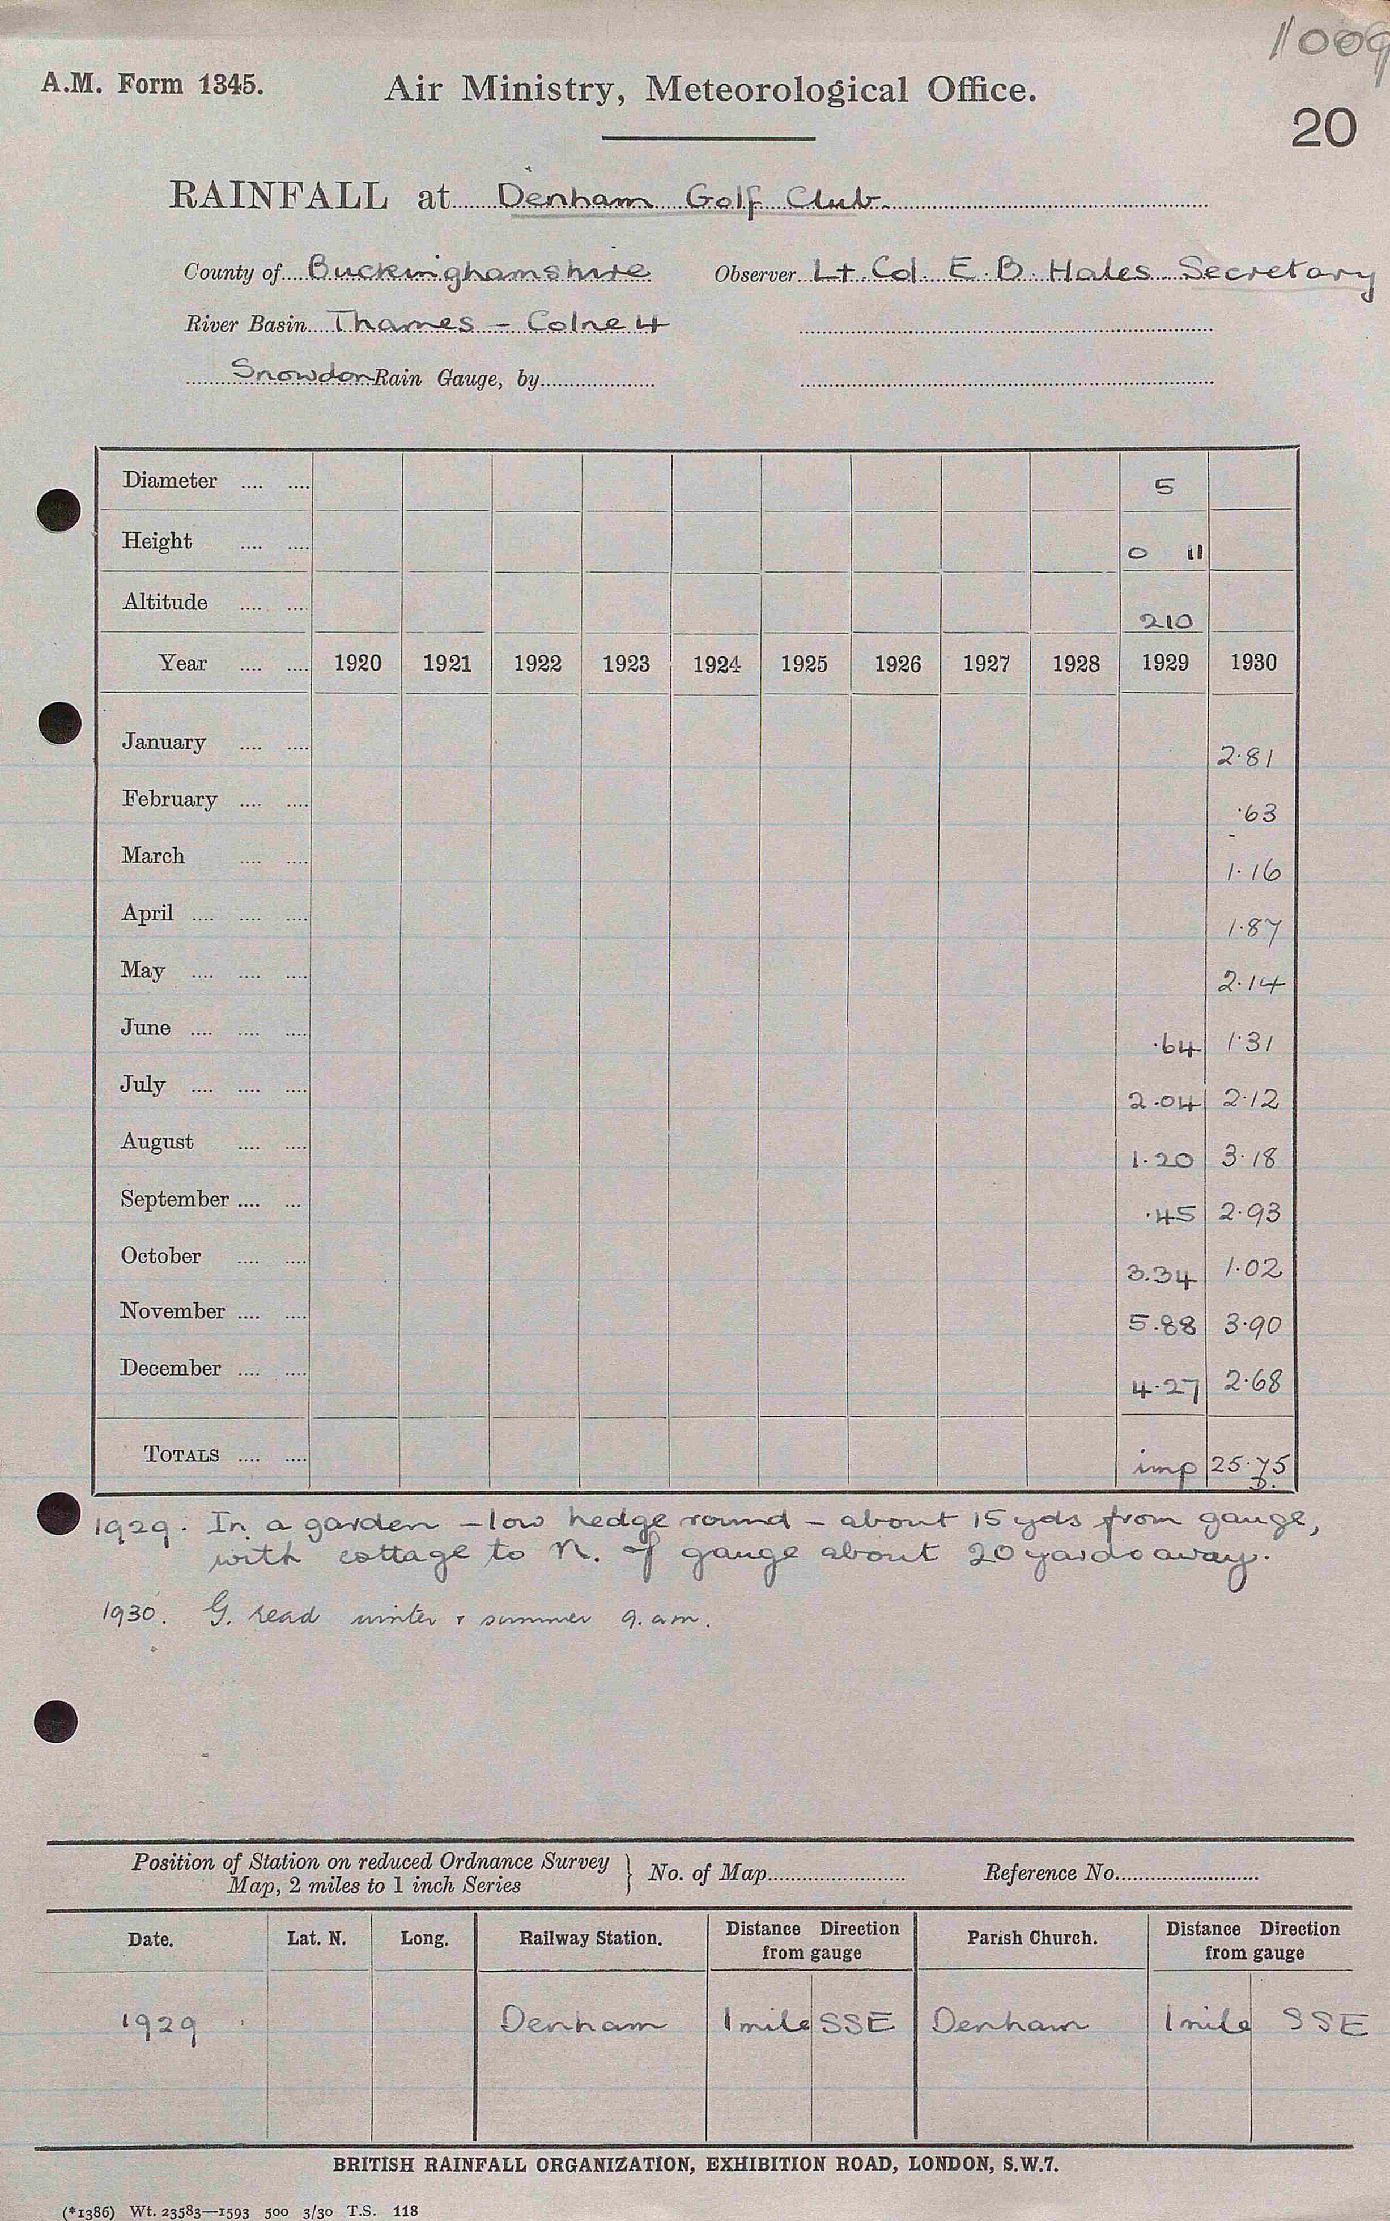 1009
A.M. Form 1345.
Air Ministry, Meteorological Office.
20
RAINFALL at Denham Golf Club.
County of Buckinghamshire Observer Lt. Col. E. B. Hales Secretary
River Basin Thames - Colne 4
Snowdon Rain Gauge, by
Diameter 5
Height 0 11
Altitude 210
Year 1920 1921 1922 1923 1924 1925 1926 1927 1928 1929 1930
January 2.81
February .63
March 1.16
April 1.87
May 2.14
June .64 1.31
July 2.04 2.12
August 1.20 3.18
September .45 2.93
October 3.34 1.02
November 5.88 3.90
December 4.27 2.68
TOTALS imp 25.75
D.
1929. In a garden - low hedge round - about 15 yds from gauge,
with cottage to N. of gauge about 20 yards away.
1930. G. read winter & summer 9. a.m.
Position of Station on reduced Ordnance Survey
Map, 2 miles to 1 inch Series
} No. of Map Reference No.
Date. Lat. N. Long. Railway Station. Distance Direction from gauge Parish Church. Distance Direction from gauge
1929 Denham 1 mile SSE Denham 1 mile SSE
BRITISH RAINFALL ORGANIZATION, EXHIBITION ROAD, LONDON, S.W.7.
(*1386) Wt. 23583—1593 500 3/30 T.S. 118